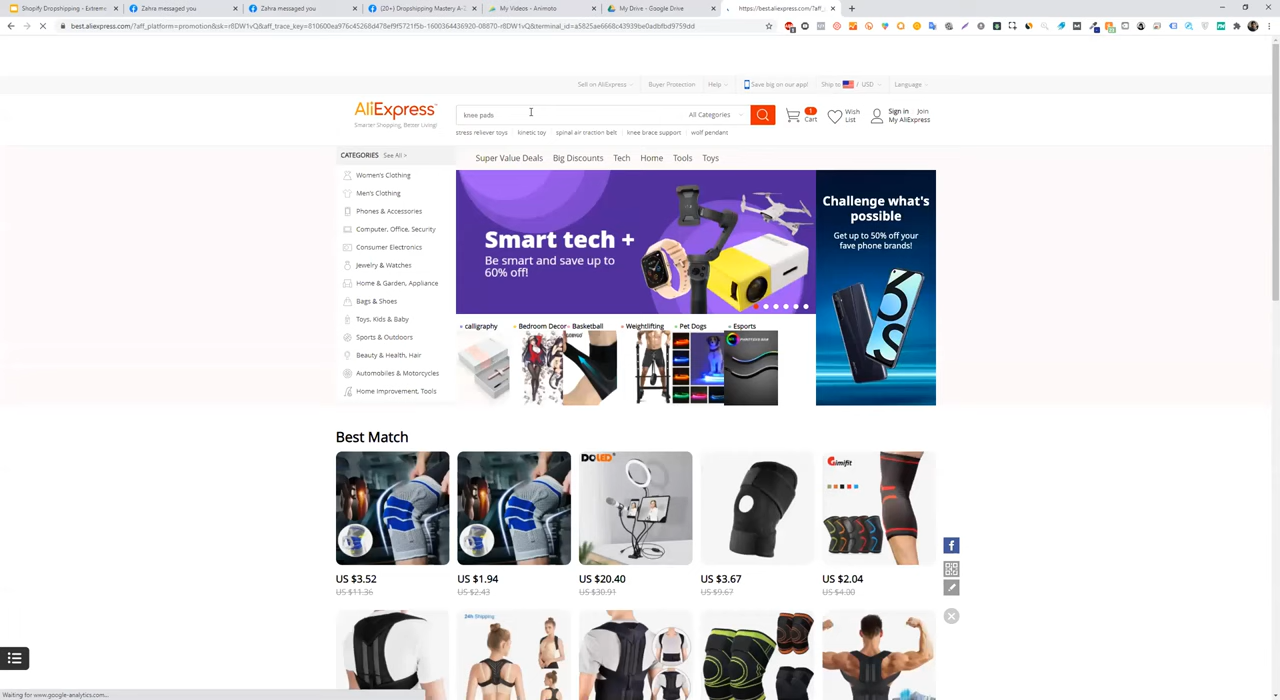 Shopify Dropshipping - Extrem
Zahra messaged you
Zahra messaged you
(20+) Dropshipping Mastery A-Z
My Videos - Animoto
My Drive - Google Drive
https://best.aliexpress.com/?aff_
best.aliexpress.com/?aff_platform=promotion&sk=r8DW1vQ&aff_trace_key=810600ea976c45268d478ef9f5721f5b-1600364436920-08870-r8DW1vQ&terminal_id=a5825ae6668c43939be0adbfbd9759dd
Sell on AliExpress
Buyer Protection
Help
Save big on our app!
Ship to / USD
Language
AliExpress
Smarter Shopping, Better Living!
knee pads
All Categories
1
Cart
Wish
List
Sign in Join
My AliExpress
stress reliever toys
kinetic toy
spinal air traction belt
knee brace support
wolf pendant
CATEGORIES See All >
Super Value Deals
Big Discounts
Tech
Home
Tools
Toys
Women's Clothing
Men's Clothing
Phones & Accessories
Computer, Office, Security
Consumer Electronics
Jewelry & Watches
Home & Garden, Appliance
Bags & Shoes
Toys, Kids & Baby
Sports & Outdoors
Beauty & Health, Hair
Automobiles & Motorcycles
Home Improvement, Tools
Smart tech +
Be smart and save up to
60% off!
Challenge what's
possible
Get up to 50% off your
fave phone brands!
calligraphy
Bedroom Decor
Basketball
Weightlifting
Pet Dogs
Esports
Best Match
DOLED
Gimifit
US $3.52
US $11.36
US $1.94
US $2.43
US $20.40
US $30.91
US $3.67
US $9.67
US $2.04
US $4.00
24h Shipping
Waiting for www.google-analytics.com...